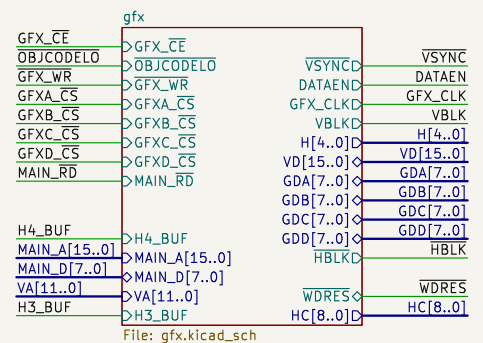 gfx
GFX_CE
OBJCODELO
GFX_WR
GFXA_CS
GFXB_CS
GFXC_CS
GFXD_CS
MAIN_RD
H4_BUF
MAIN_A[15..0]
MAIN_D[7..0]
VA[11..0]
H3_BUF
GFX_CE
OBJCODELO
GFX_WR
GFXA_CS
GFXB_CS
GFXC_CS
GFXD_CS
MAIN_RD
H4_BUF
MAIN_A[15..0]
MAIN_D[7..0]
VA[11..0]
H3_BUF
VSYNC
DATAEN
GFX_CLK
VBLK
H[4..0]
VD[15..0]
GDA[7..0]
GDB[7..0]
GDC[7..0]
GDD[7..0]
HBLK
WDRES
HC[8..0]
VSYNC
DATAEN
GFX_CLK
VBLK
H[4..0]
VD[15..0]
GDA[7..0]
GDB[7..0]
GDC[7..0]
GDD[7..0]
HBLK
WDRES
HC[8..0]
File: gfx.kicad_sch